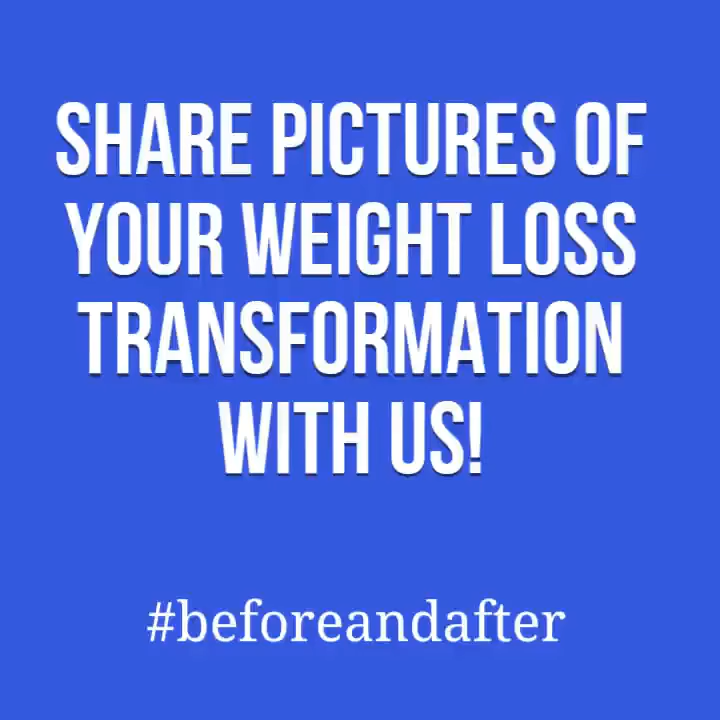 SHARE PICTURES OF
YOUR WEIGHT LOSS
TRANSFORMATION
WITH US!
#beforeandafter